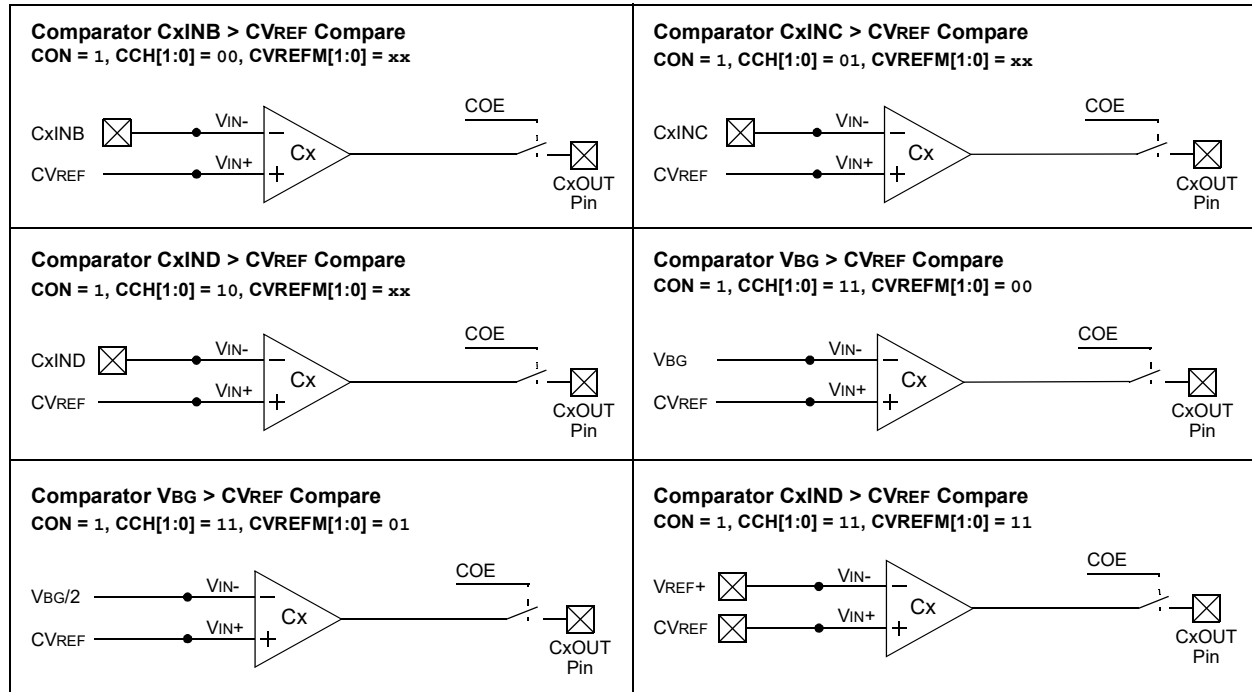 Comparator CxINB > CVREF Compare
CON = 1, CCH[1:0] = 00, CVREFM[1:0] = xx
COE
CxINB
VIN-
–
Cx
CVREF
VIN+
+
CxOUT
Pin
Comparator CxINC > CVREF Compare
CON = 1, CCH[1:0] = 01, CVREFM[1:0] = xx
COE
CxINC
VIN-
–
Cx
CVREF
VIN+
+
CxOUT
Pin
Comparator CxIND > CVREF Compare
CON = 1, CCH[1:0] = 10, CVREFM[1:0] = xx
COE
CxIND
VIN-
–
Cx
CVREF
VIN+
+
CxOUT
Pin
Comparator VBG > CVREF Compare
CON = 1, CCH[1:0] = 11, CVREFM[1:0] = 00
COE
VBG
VIN-
–
Cx
CVREF
VIN+
+
CxOUT
Pin
Comparator VBG > CVREF Compare
CON = 1, CCH[1:0] = 11, CVREFM[1:0] = 01
COE
VBG/2
VIN-
–
Cx
CVREF
VIN+
+
CxOUT
Pin
Comparator CxIND > CVREF Compare
CON = 1, CCH[1:0] = 11, CVREFM[1:0] = 11
COE
VREF+
VIN-
–
Cx
CVREF
VIN+
+
CxOUT
Pin